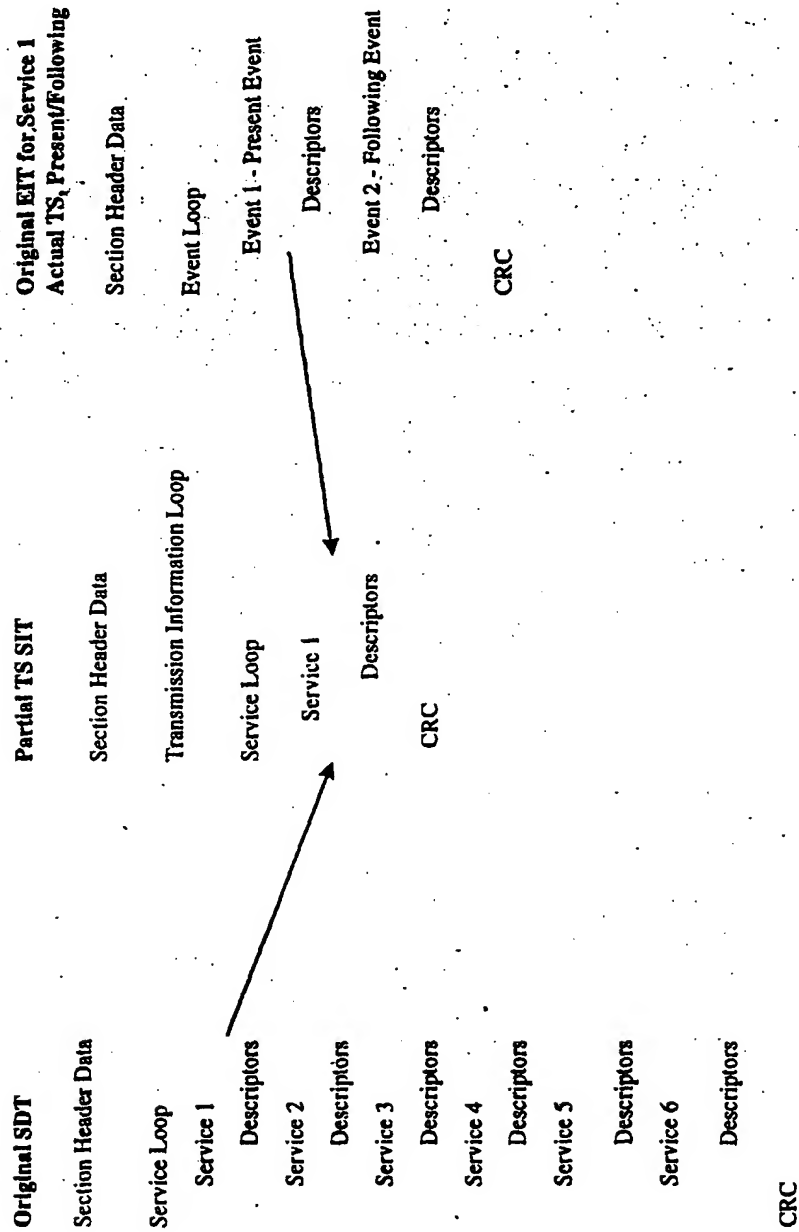 Original SDT
Section Header Data
Service Loop
Service 1
Descriptors
Service 2
Descriptors
Service 3
Descriptors
Service 4
Descriptors
Service 5
Descriptors
Service 6
Descriptors
CRC
Partial TS SIT
Section Header Data
Transmission Information Loop
Service Loop
Service 1
Descriptors
CRC
Original EIT for Service 1
Actual TS, Present/Following
Section Header Data
Event Loop
Event 1 - Present Event
Descriptors
Event 2 - Following Event
Descriptors
CRC